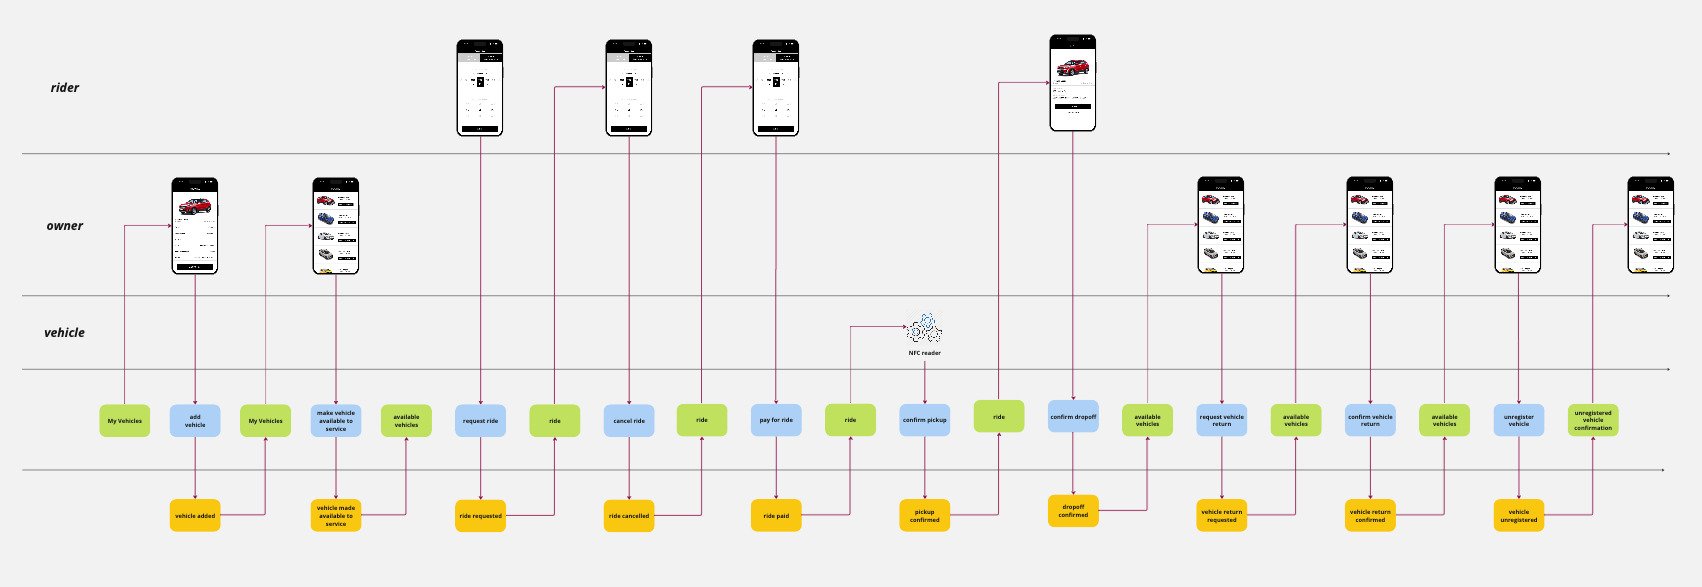 rider
owner
vehicle
NFC reader
My Vehicles
add
vehicle
My Vehicles
make vehicle
available to
service
available
vehicles
request ride
ride
cancel ride
ride
pay for ride
ride
confirm pickup
ride
confirm dropoff
available
vehicles
request vehicle
return
available
vehicles
confirm vehicle
return
available
vehicles
unregister
vehicle
unregistered
vehicle
confirmation
vehicle added
vehicle made
available to
service
ride requested
ride cancelled
ride paid
pickup
confirmed
dropoff
confirmed
vehicle return
requested
vehicle return
confirmed
vehicle
unregistered